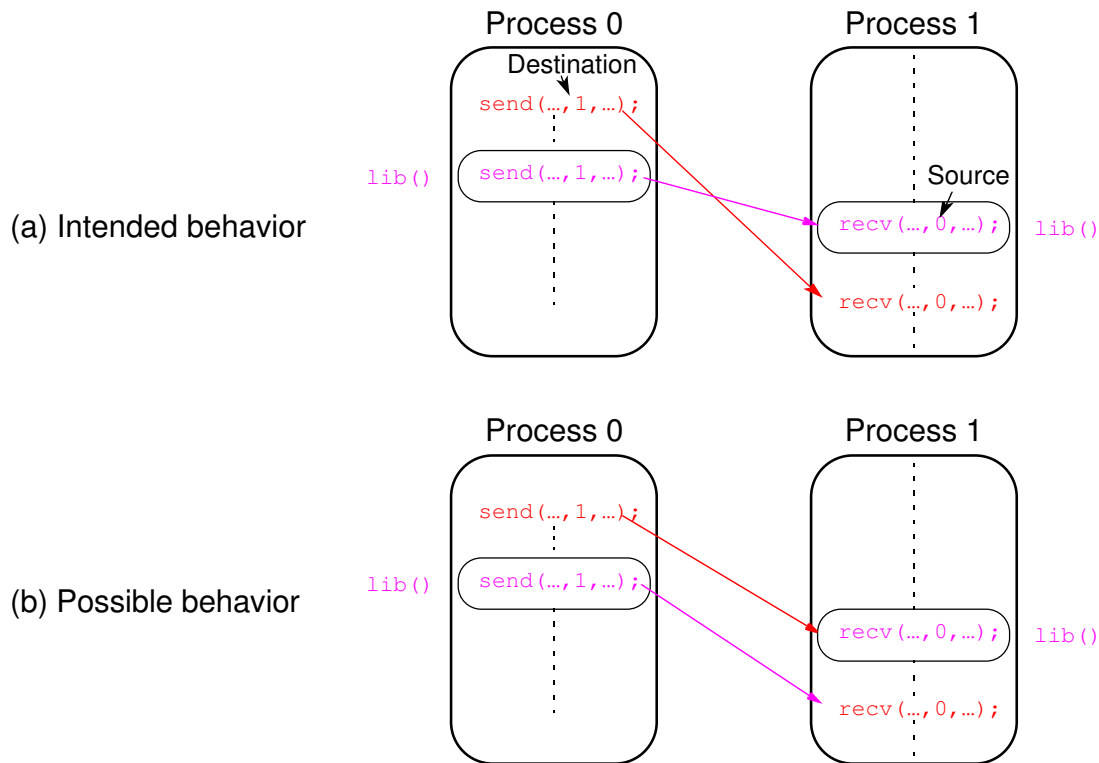 Process 0
Process 1
Destination
send(…,1,…);
lib()
send(…,1,…);
Source
(a) Intended behavior
recv(…,0,…);
lib()
recv(…,0,…);
Process 0
Process 1
send(…,1,…);
lib()
send(…,1,…);
(b) Possible behavior
recv(…,0,…);
lib()
recv(…,0,…);